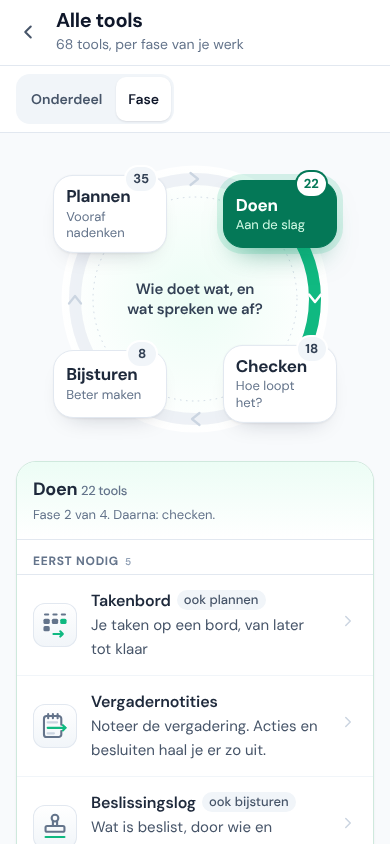 Alle tools
68 tools, per fase van je werk
Onderdeel
Fase
35
Plannen
Vooraf
nadenken
22
Doen
Aan de slag
Wie doet wat, en
wat spreken we af?
8
Bijsturen
Beter maken
18
Checken
Hoe loopt
het?
Doen 22 tools
Fase 2 van 4. Daarna: checken.
EERST NODIG 5
Takenbord ook plannen
Je taken op een bord, van later
tot klaar
Vergadernotities
Noteer de vergadering. Acties en
besluiten haal je er zo uit.
Beslissingslog ook bijsturen
Wat is beslist, door wie en